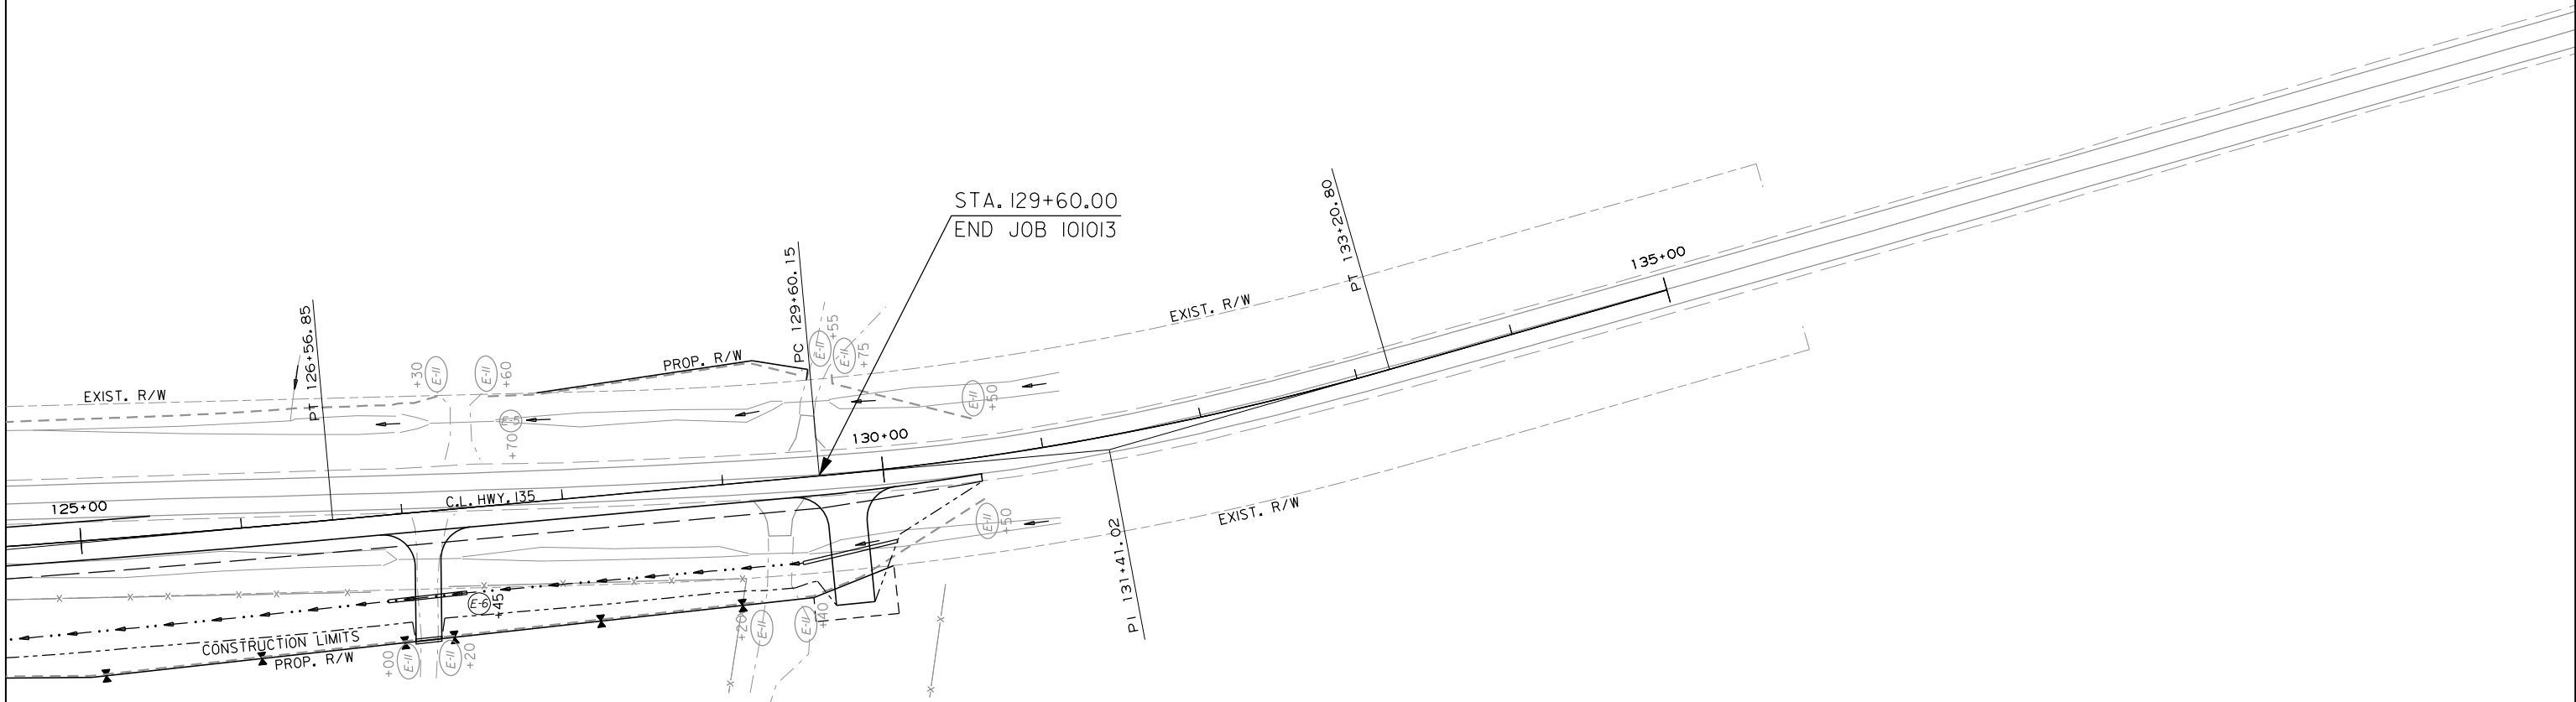 STA. 129+60.00
END JOB 101013
PT 133+20.80
135+00
EXIST. R/W
PC 129+60.15
PT 126+56.85
E-11
+55
E-11
+75
PROP. R/W
EXIST. R/W
+30
E-11
E-11
+60
E-11
+50
+70
130+00
C.L. HWY. 135
125+00
EXIST. R/W
E-11
+50
PI 131+41.02
E-6
+45
+20
E-11
E-11
+40
CONSTRUCTION LIMITS
PROP. R/W
+00
E-11
E-11
+20